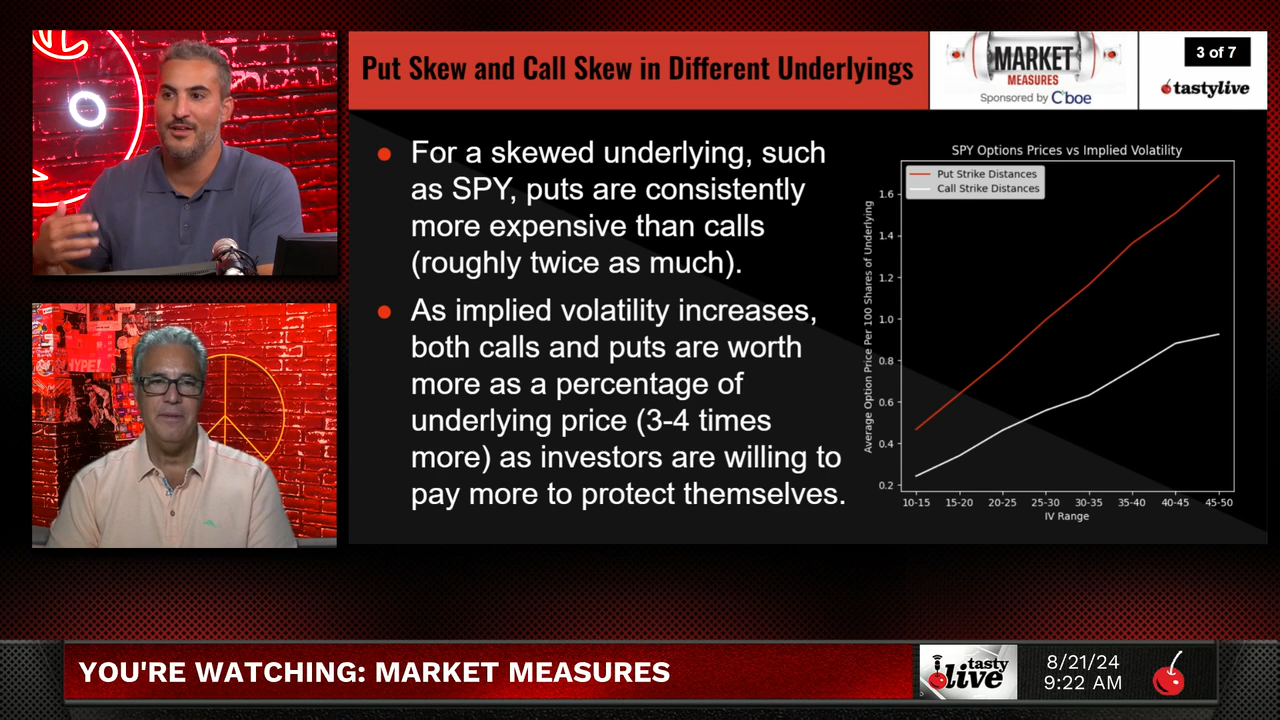 Put Skew and Call Skew in Different Underlyings
MARKET
MEASURES
Sponsored by Cboe
3 of 7
tastylive
For a skewed underlying, such
as SPY, puts are consistently
more expensive than calls
(roughly twice as much).
As implied volatility increases,
both calls and puts are worth
more as a percentage of
underlying price (3-4 times
more) as investors are willing to
pay more to protect themselves.
SPY Options Prices vs Implied Volatility
Put Strike Distances
Call Strike Distances
Average Option Price Per 100 Shares of Underlying
1.6
1.4
1.2
1.0
0.8
0.6
0.4
0.2
10-15 15-20 20-25 25-30 30-35 35-40 40-45 45-50
IV Range
HYPE!
YOU'RE WATCHING: MARKET MEASURES
tasty
live
8/21/24
9:22 AM